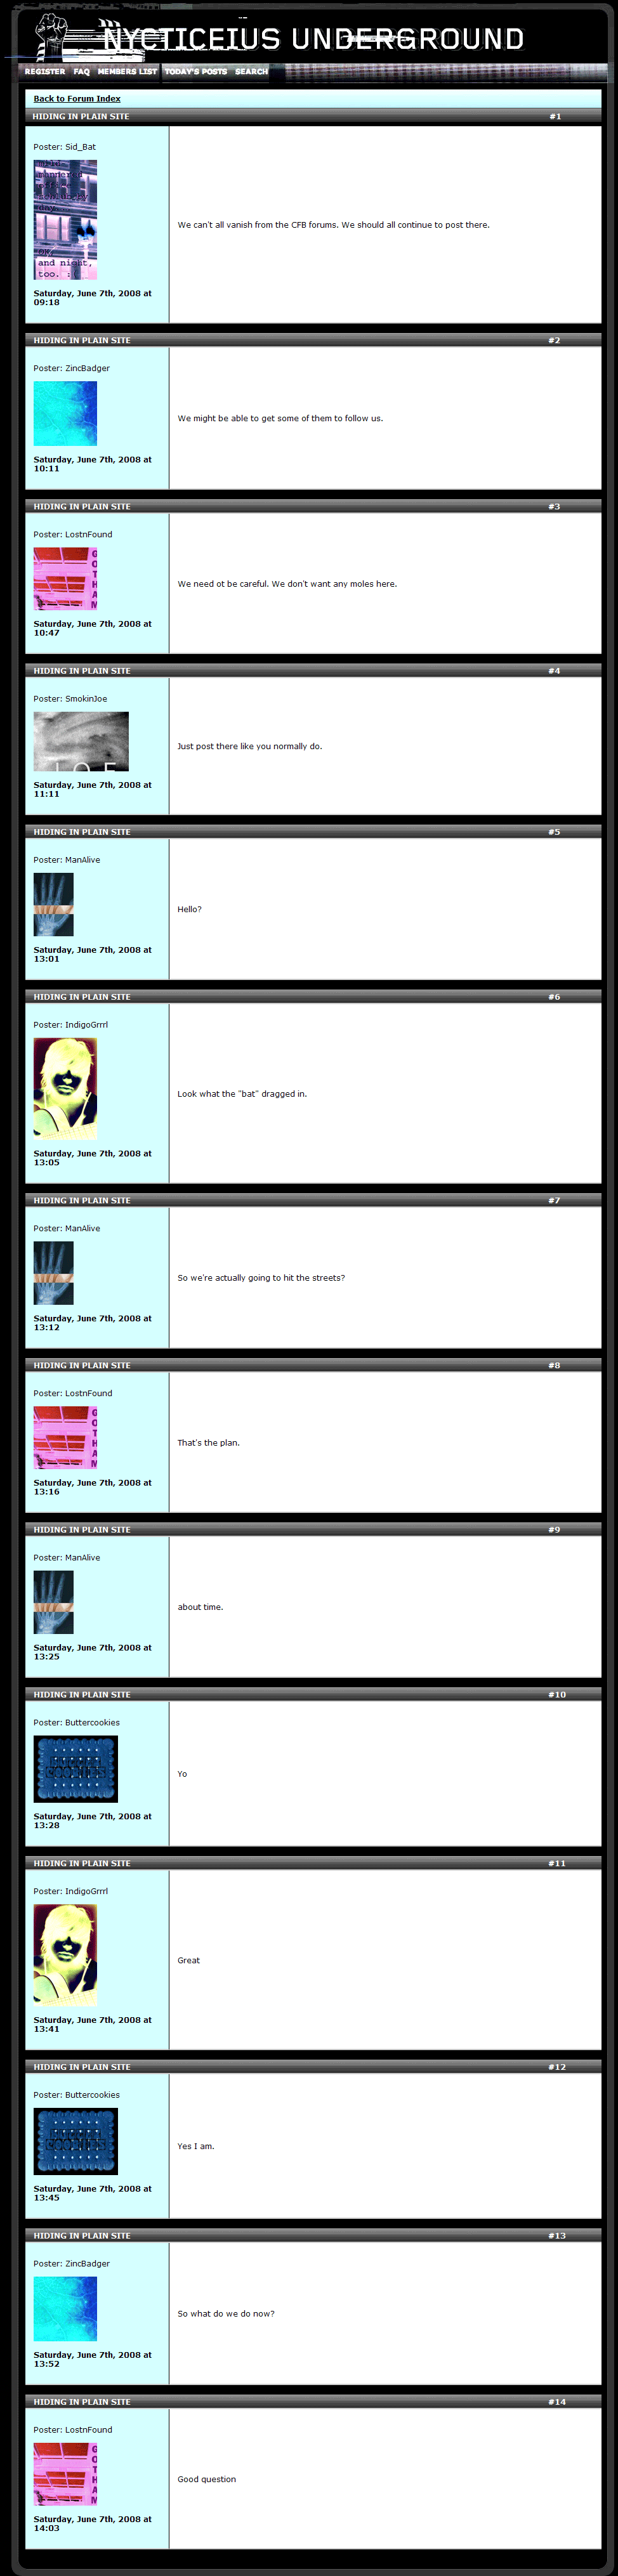 NYCTICEIUS UNDERGROUND
REGISTER FAQ MEMBERS LIST TODAY'S POSTS SEARCH
Back to Forum Index
HIDING IN PLAIN SITE #1
Poster: Sid_Bat
mild
mannered
office
day.
and night,
too. :(
Saturday, June 7th, 2008 at
09:18
We can't all vanish from the CFB forums. We should all continue to post there.
HIDING IN PLAIN SITE #2
Poster: ZincBadger
Saturday, June 7th, 2008 at
10:11
We might be able to get some of them to follow us.
HIDING IN PLAIN SITE #3
Poster: LostnFound
GOTHAM
Saturday, June 7th, 2008 at
10:47
We need ot be careful. We don't want any moles here.
HIDING IN PLAIN SITE #4
Poster: SmokinJoe
JOE
Saturday, June 7th, 2008 at
11:11
Just post there like you normally do.
HIDING IN PLAIN SITE #5
Poster: ManAlive
Saturday, June 7th, 2008 at
13:01
Hello?
HIDING IN PLAIN SITE #6
Poster: IndigoGrrrl
Saturday, June 7th, 2008 at
13:05
Look what the "bat" dragged in.
HIDING IN PLAIN SITE #7
Poster: ManAlive
Saturday, June 7th, 2008 at
13:12
So we're actually going to hit the streets?
HIDING IN PLAIN SITE #8
Poster: LostnFound
GOTHAM
Saturday, June 7th, 2008 at
13:16
That's the plan.
HIDING IN PLAIN SITE #9
Poster: ManAlive
Saturday, June 7th, 2008 at
13:25
about time.
HIDING IN PLAIN SITE #10
Poster: Buttercookies
Saturday, June 7th, 2008 at
13:28
Yo
HIDING IN PLAIN SITE #11
Poster: IndigoGrrrl
Saturday, June 7th, 2008 at
13:41
Great
HIDING IN PLAIN SITE #12
Poster: Buttercookies
Saturday, June 7th, 2008 at
13:45
Yes I am.
HIDING IN PLAIN SITE #13
Poster: ZincBadger
Saturday, June 7th, 2008 at
13:52
So what do we do now?
HIDING IN PLAIN SITE #14
Poster: LostnFound
GOTHAM
Saturday, June 7th, 2008 at
14:03
Good question